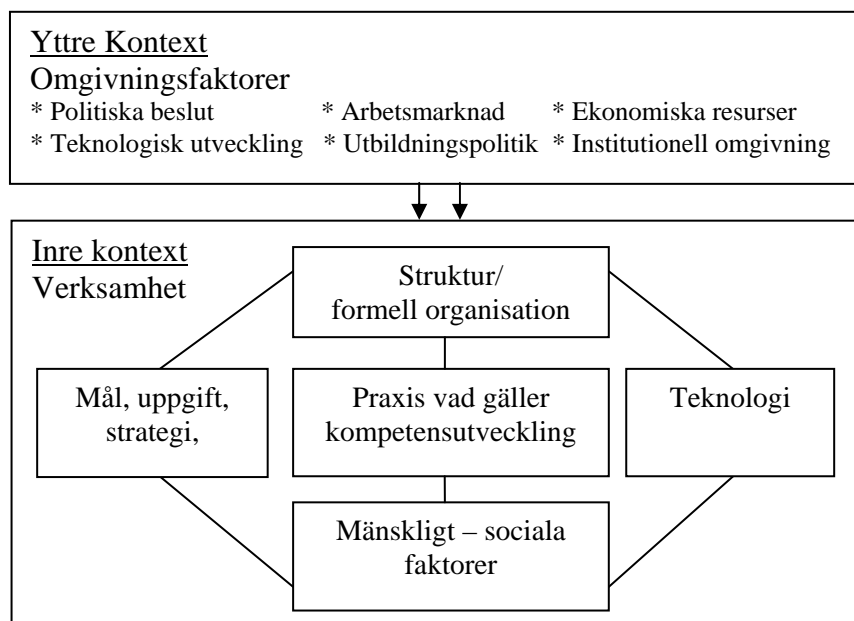 Yttre Kontext
Omgivningsfaktorer
* Politiska beslut * Arbetsmarknad * Ekonomiska resurser
* Teknologisk utveckling * Utbildningspolitik * Institutionell omgivning
Inre kontext
Verksamhet
Struktur/
formell organisation
Mål, uppgift,
strategi,
Praxis vad gäller
kompetensutveckling
Teknologi
Mänskligt – sociala
faktorer